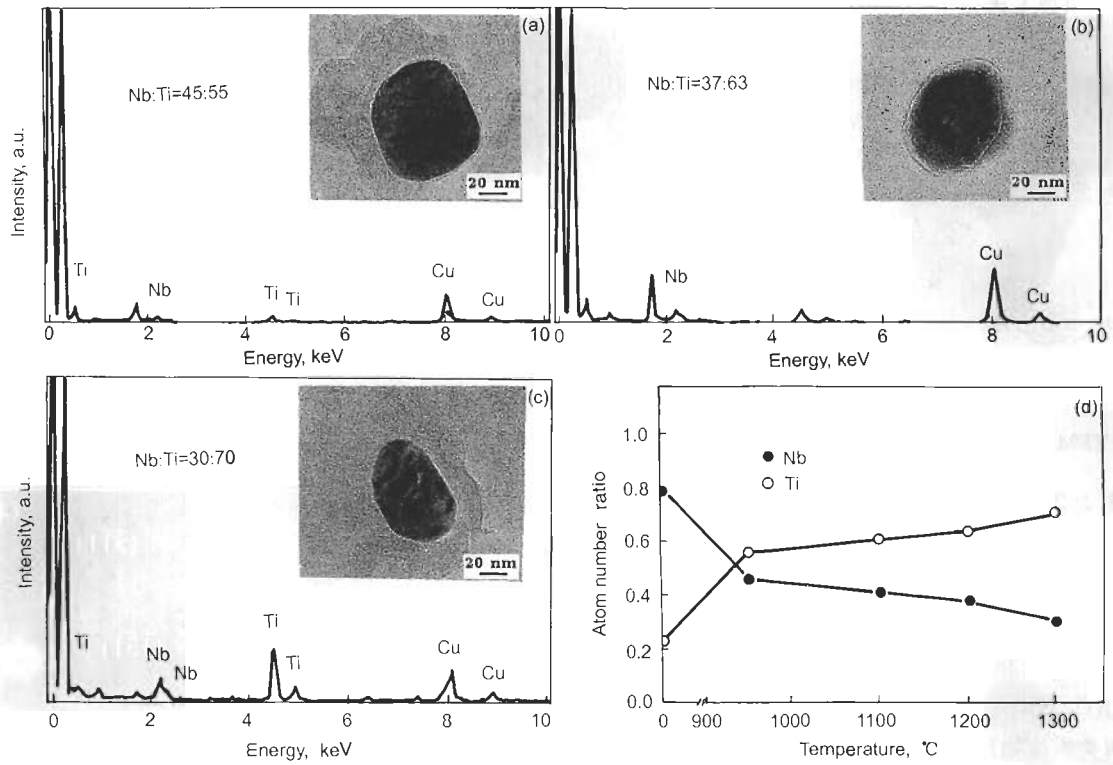 (a)
Nb:Ti=45:55
20 nm
Intensity, a.u.
Ti
Nb
Ti
Ti
Cu
Cu
0 2 4 6 8 10
Energy, keV
(b)
Nb:Ti=37:63
20 nm
Nb
Cu
Cu
0 2 4 6 8 10
Energy, keV
(c)
Nb:Ti=30:70
20 nm
Intensity, a.u.
Ti
Nb
Nb
Ti
Ti
Cu
Cu
0 2 4 6 8 10
Energy, keV
(d)
Nb
Ti
Atom number ratio
1.0
0.8
0.6
0.4
0.2
0.0
0 900 1000 1100 1200 1300
Temperature, ℃